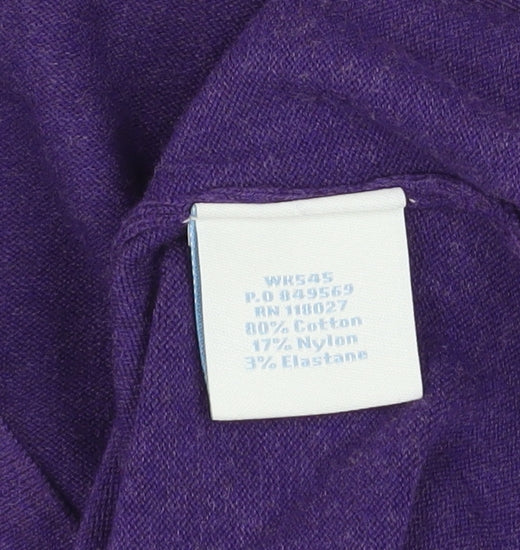 WK545
P.O 849569
RN 118027
80% Cotton
17% Nylon
3% Elastane